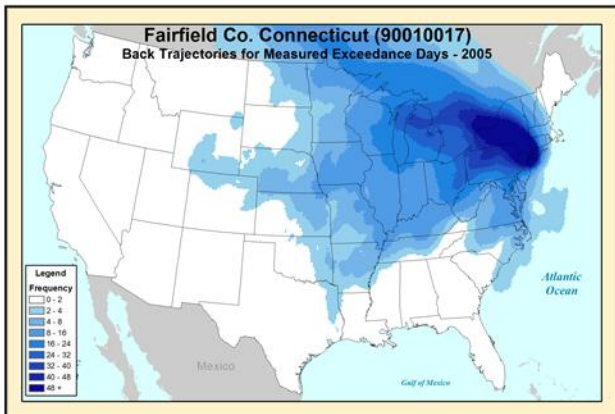 Fairfield Co. Connecticut (90010017)
Back Trajectories for Measured Exceedance Days - 2005
Legend
Frequency
0 - 2
2 - 4
4 - 8
8 - 16
16 - 24
24 - 32
32 - 40
40 - 48
48 +
Mexico
Gulf of Mexico
Atlantic
Ocean